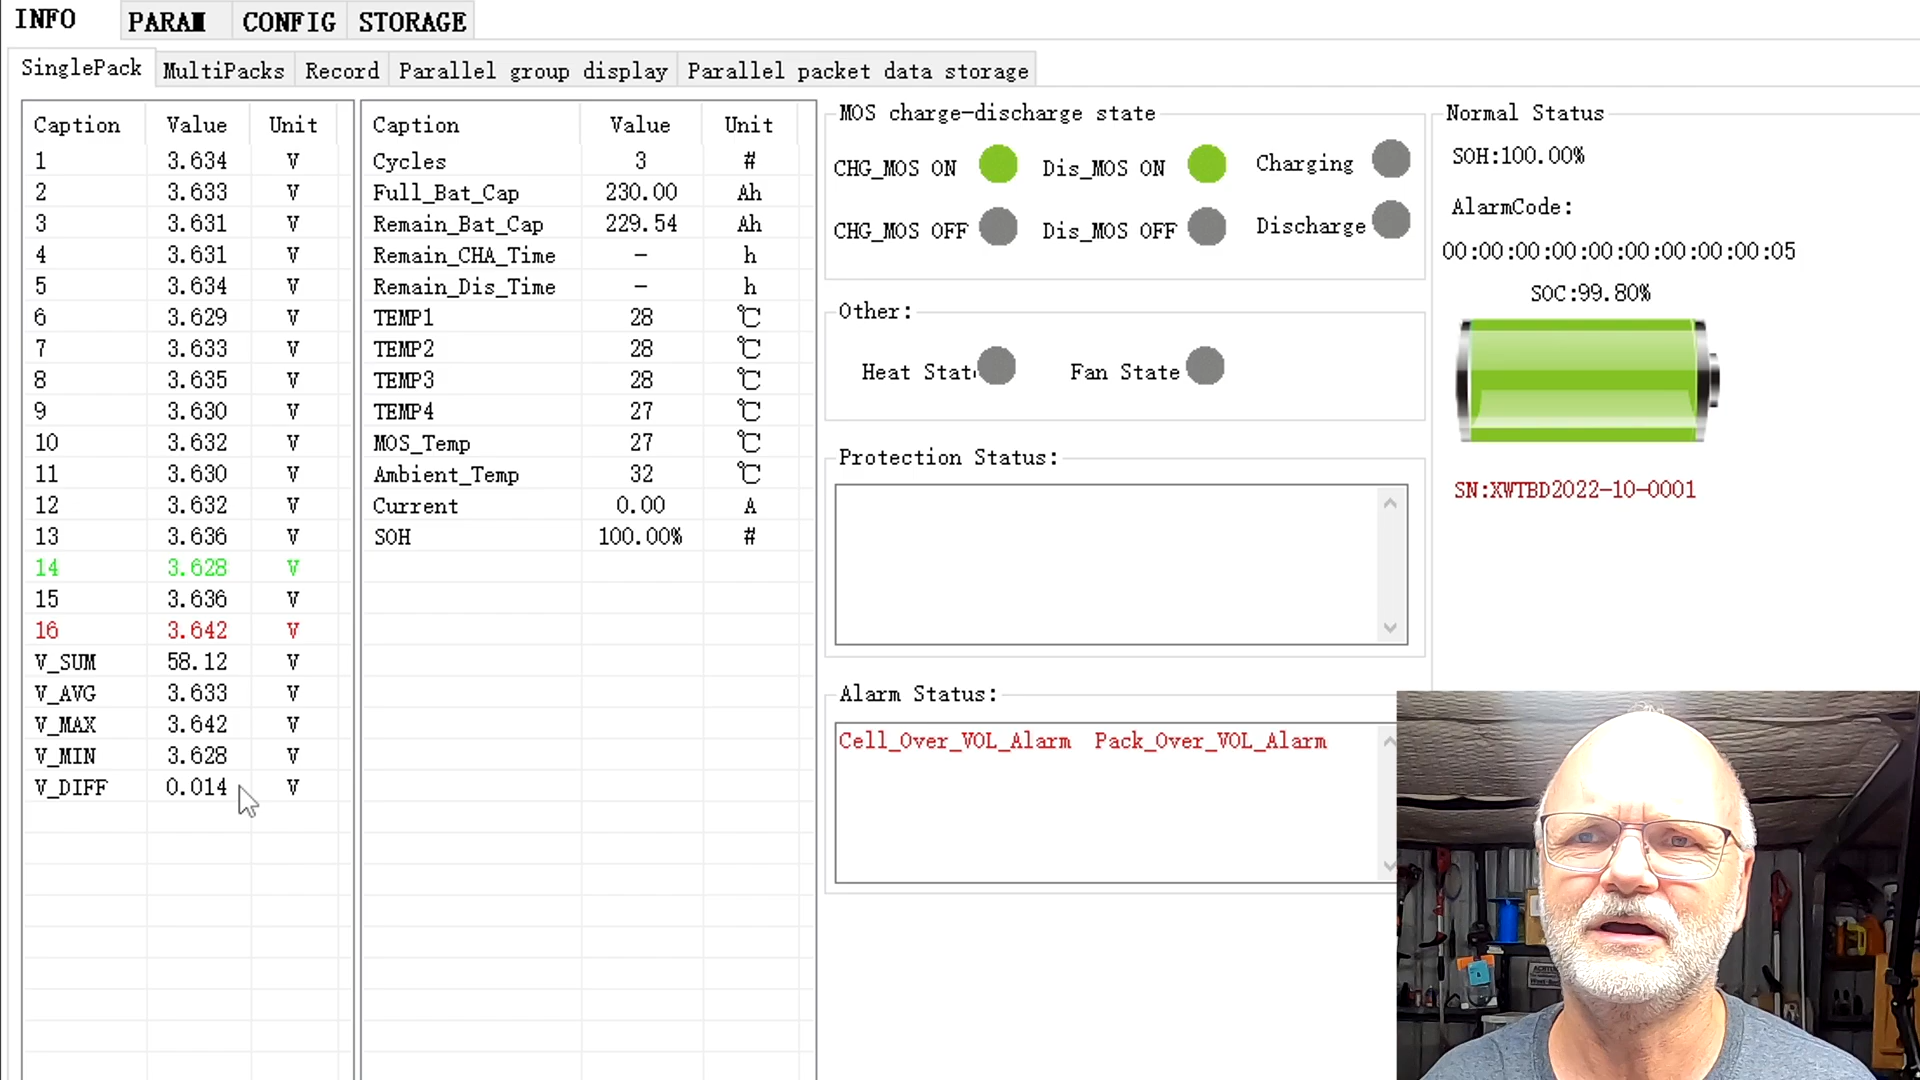 INFO PARAM CONFIG STORAGE
SinglePack MultiPacks Record Parallel group display Parallel packet data storage
Caption Value Unit
1 3.634 V
2 3.633 V
3 3.631 V
4 3.631 V
5 3.634 V
6 3.629 V
7 3.633 V
8 3.635 V
9 3.630 V
10 3.632 V
11 3.630 V
12 3.632 V
13 3.636 V
14 3.628 V
15 3.636 V
16 3.642 V
V_SUM 58.12 V
V_AVG 3.633 V
V_MAX 3.642 V
V_MIN 3.628 V
V_DIFF 0.014 V
Caption Value Unit
Cycles 3 #
Full_Bat_Cap 230.00 Ah
Remain_Bat_Cap 229.54 Ah
Remain_CHA_Time - h
Remain_Dis_Time - h
TEMP1 28 ℃
TEMP2 28 ℃
TEMP3 28 ℃
TEMP4 27 ℃
MOS_Temp 27 ℃
Ambient_Temp 32 ℃
Current 0.00 A
SOH 100.00% #
MOS charge-discharge state
CHG_MOS ON Dis_MOS ON Charging
CHG_MOS OFF Dis_MOS OFF Discharge
Other:
Heat Stat Fan State
Protection Status:
Alarm Status:
Cell_Over_VOL_Alarm Pack_Over_VOL_Alarm
Normal Status
SOH:100.00%
AlarmCode:
00:00:00:00:00:00:00:00:00:00:05
SOC:99.80%
SN:XWTBD2022-10-0001